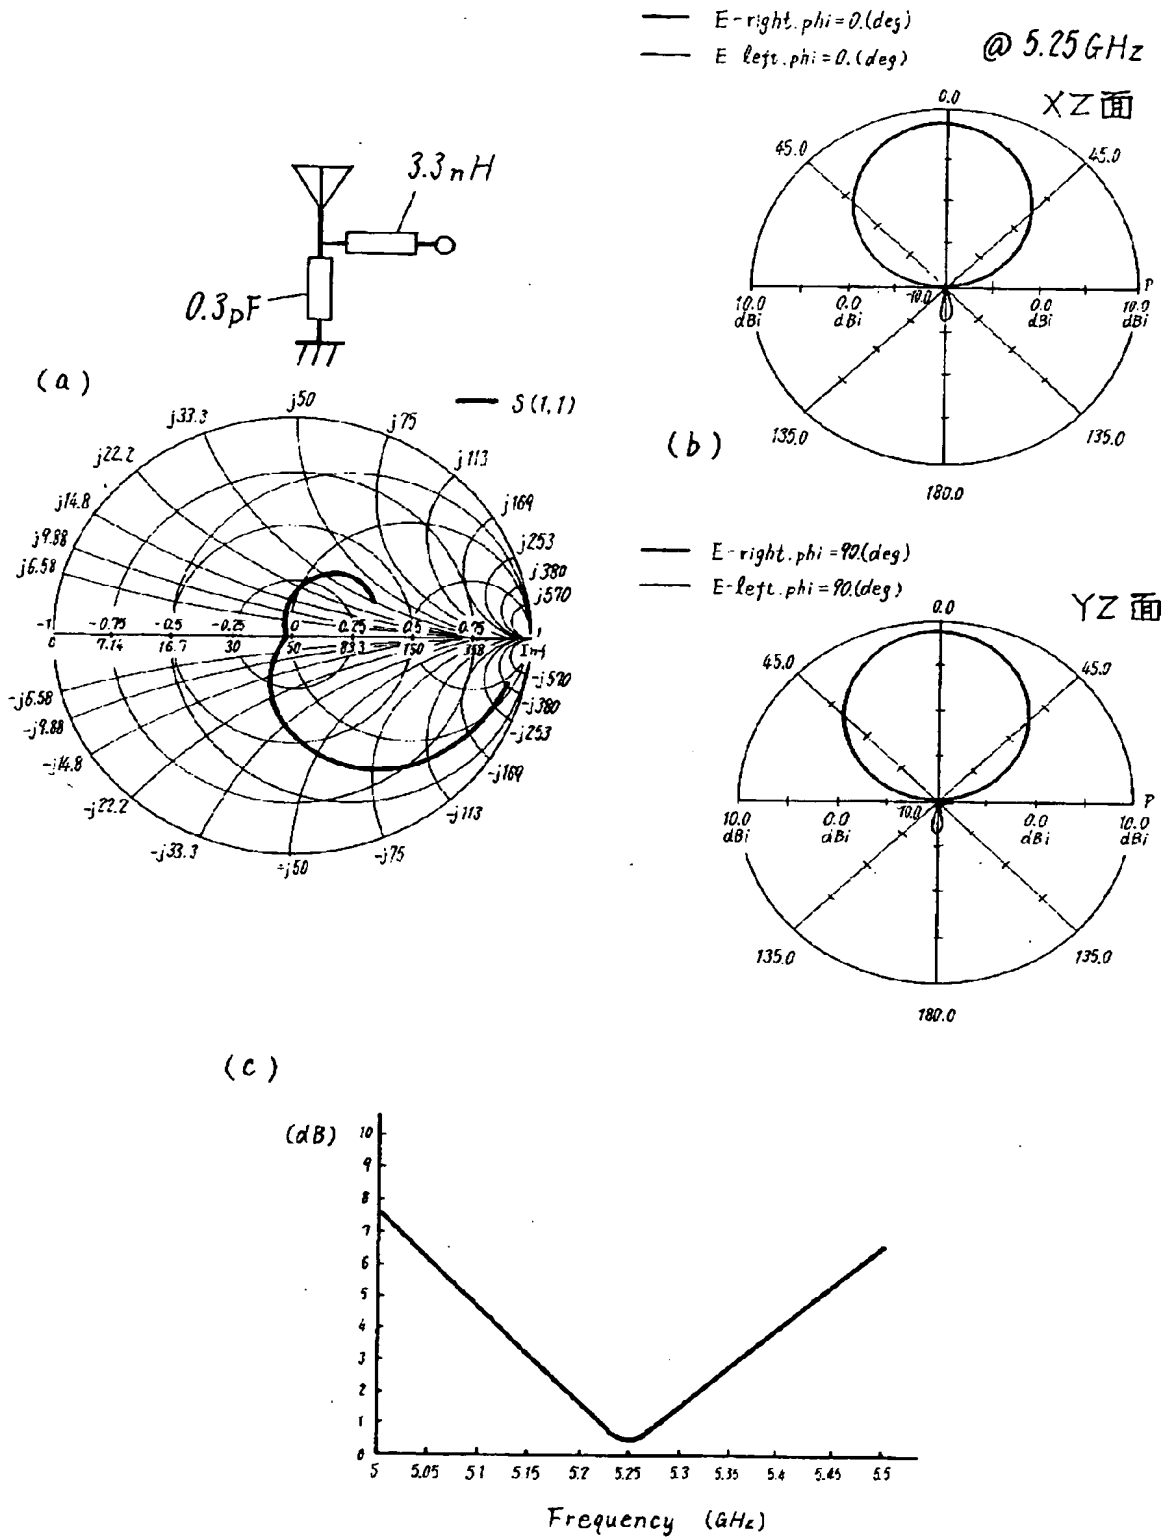 E-right.phi=0.(deg)
E left.phi=0.(deg)
@ 5.25GHz
XZ面
0.0
45.0
45.0
P
10.0
dBi
0.0
dBi
-10.0
0.0
dBi
10.0
dBi
135.0
135.0
180.0
(b)
3.3nH
0.3pF
(a)
S(1,1)
j50
j33.3
j75
j22.2
j113
j14.8
j169
j9.88
j253
j6.58
j380
j570
-1
-0.75
-0.5
-0.25
0
0.25
0.5
0.75
0
7.14
16.7
30
50
83.3
150
Inf
-j570
-j6.58
-j380
-j9.88
-j253
-j14.8
-j169
-j22.2
-j113
-j33.3
-j75
-j50
E-right.phi=90.(deg)
E-left.phi=90.(deg)
YZ面
0.0
45.0
45.0
P
10.0
dBi
0.0
dBi
-10.0
0.0
dBi
10.0
dBi
135.0
135.0
180.0
(c)
(dB)
10
9
8
7
6
5
4
3
2
1
0
5
5.05
5.1
5.15
5.2
5.25
5.3
5.35
5.4
5.45
5.5
Frequency (GHz)